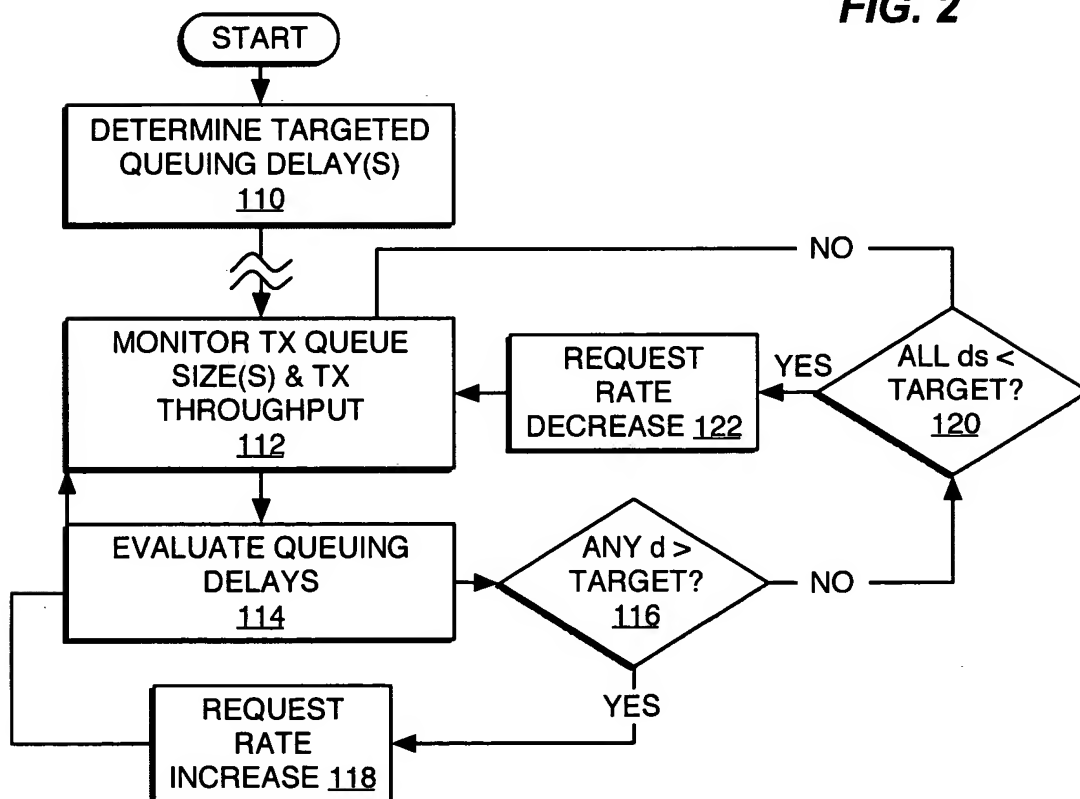 FIG. 2
START
DETERMINE TARGETED
QUEUING DELAY(S)
110
NO
MONITOR TX QUEUE
SIZE(S) & TX
THROUGHPUT
112
REQUEST
RATE
DECREASE 122
YES
ALL ds <
TARGET?
120
EVALUATE QUEUING
DELAYS
114
ANY d >
TARGET?
116
NO
YES
REQUEST
RATE
INCREASE 118